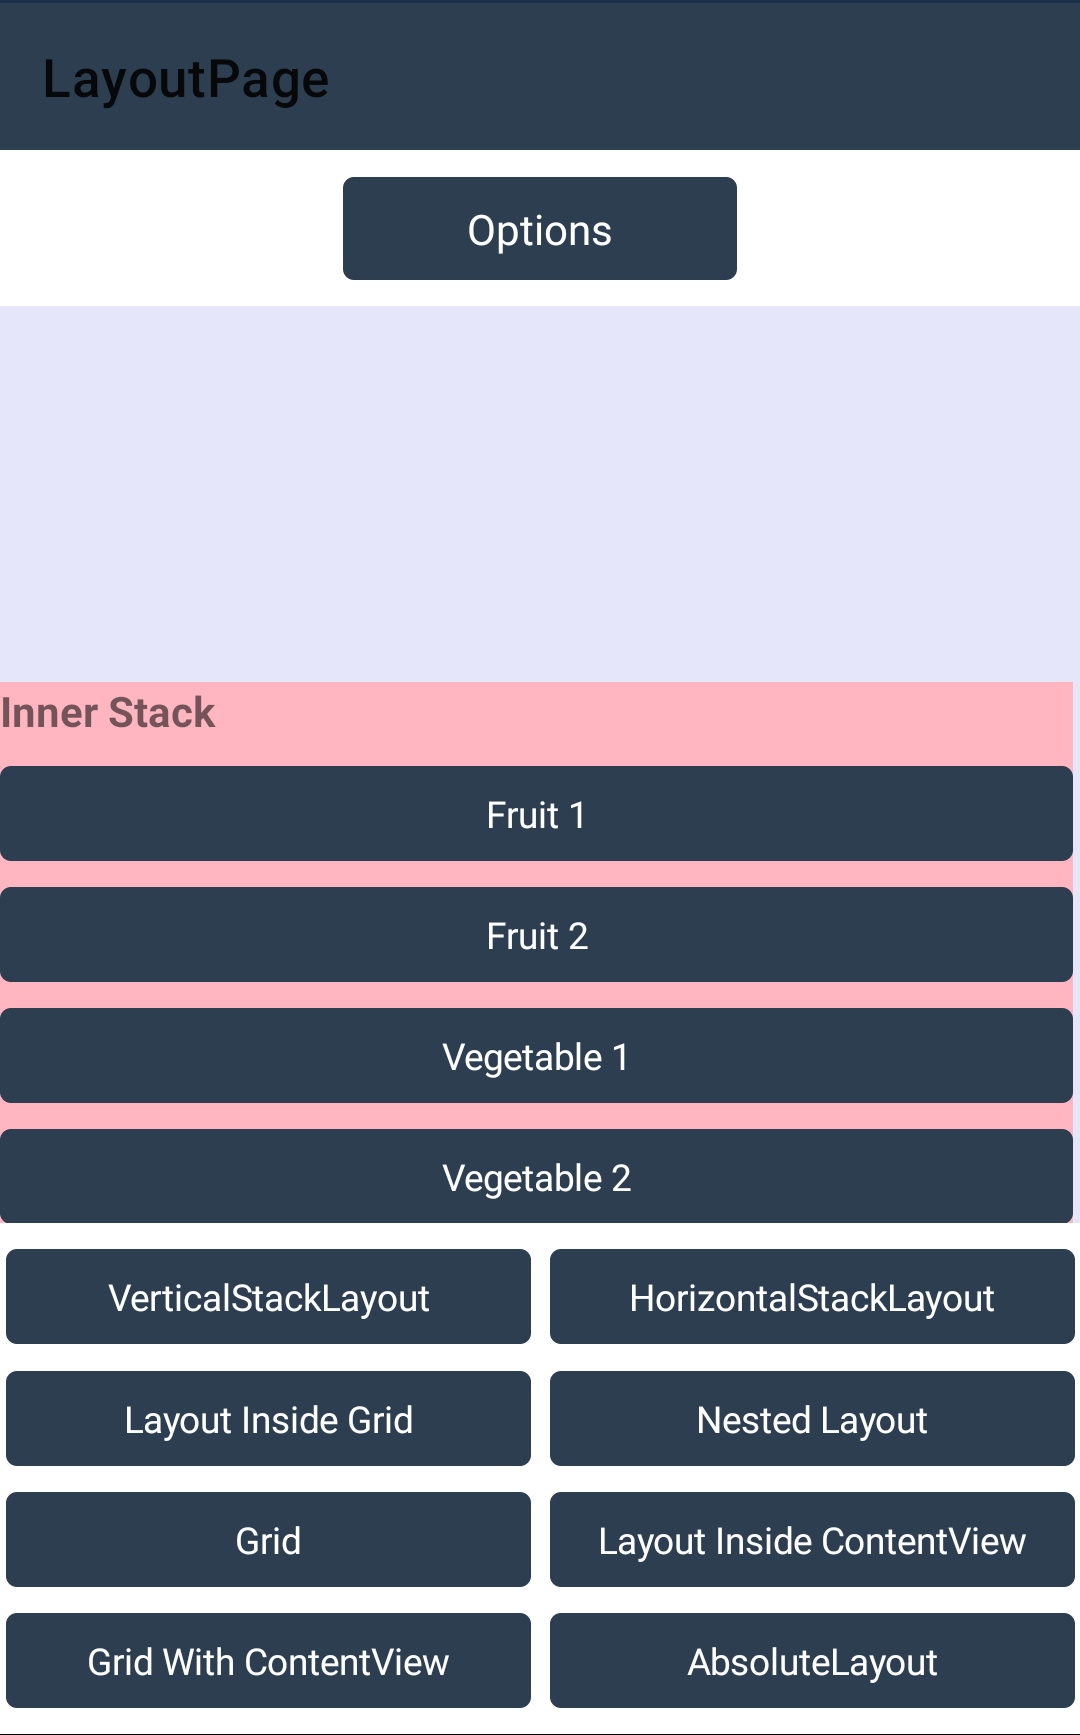 LayoutPage
Options
Inner Stack
Fruit 1
Fruit 2
Vegetable 1
Vegetable 2
VerticalStackLayout
HorizontalStackLayout
Layout Inside Grid
Nested Layout
Grid
Layout Inside ContentView
Grid With ContentView
AbsoluteLayout